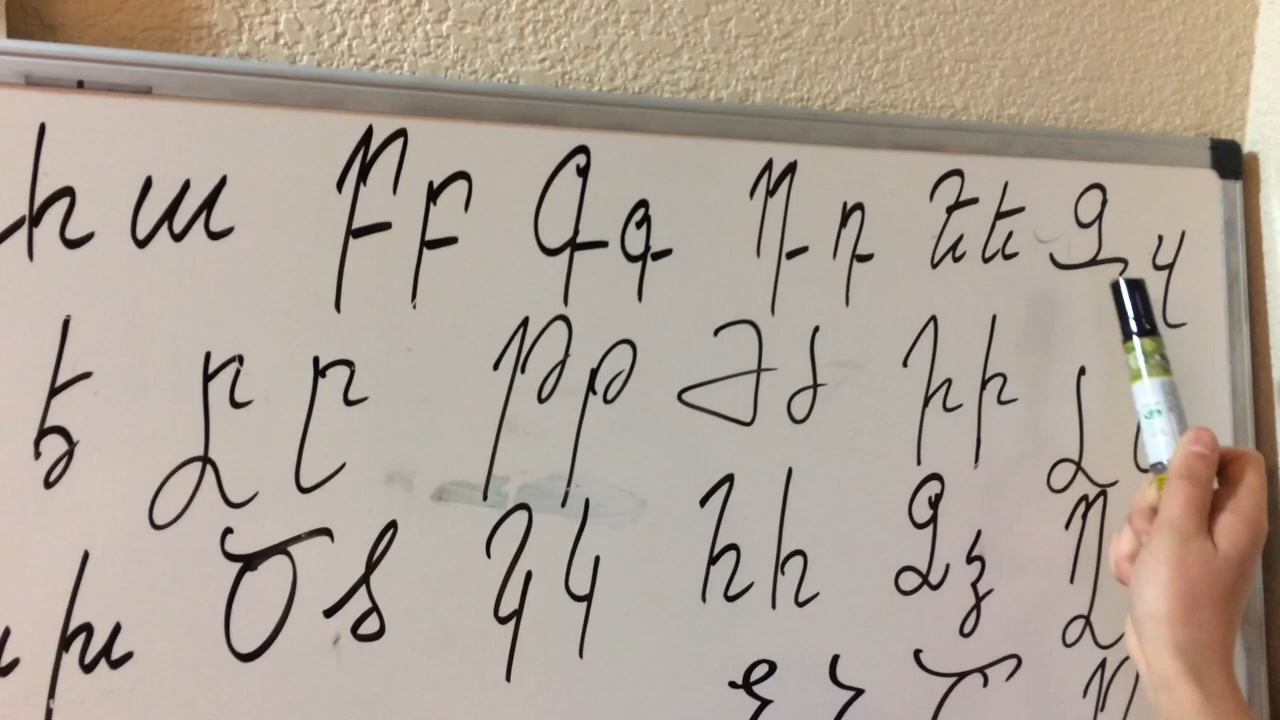 ա Բբ Գգ Դդ Եե Զզ
է Ըը Թթ Ժժ Իի Լ
խ Ծծ Կկ Հհ Ձձ Ղ